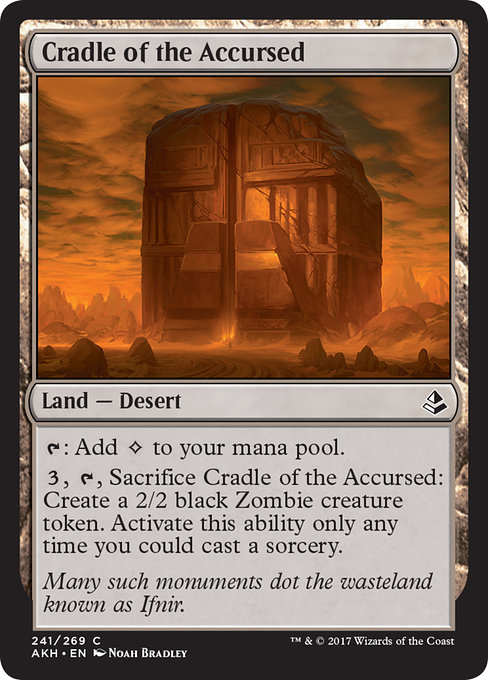 Cradle of the Accursed
Land — Desert
: Add to your mana pool.
3, , Sacrifice Cradle of the Accursed:
Create a 2/2 black Zombie creature
token. Activate this ability only any
time you could cast a sorcery.
Many such monuments dot the wasteland
known as Ifnir.
241/269 C
AKH • EN Noah Bradley
™ & © 2017 Wizards of the Coast